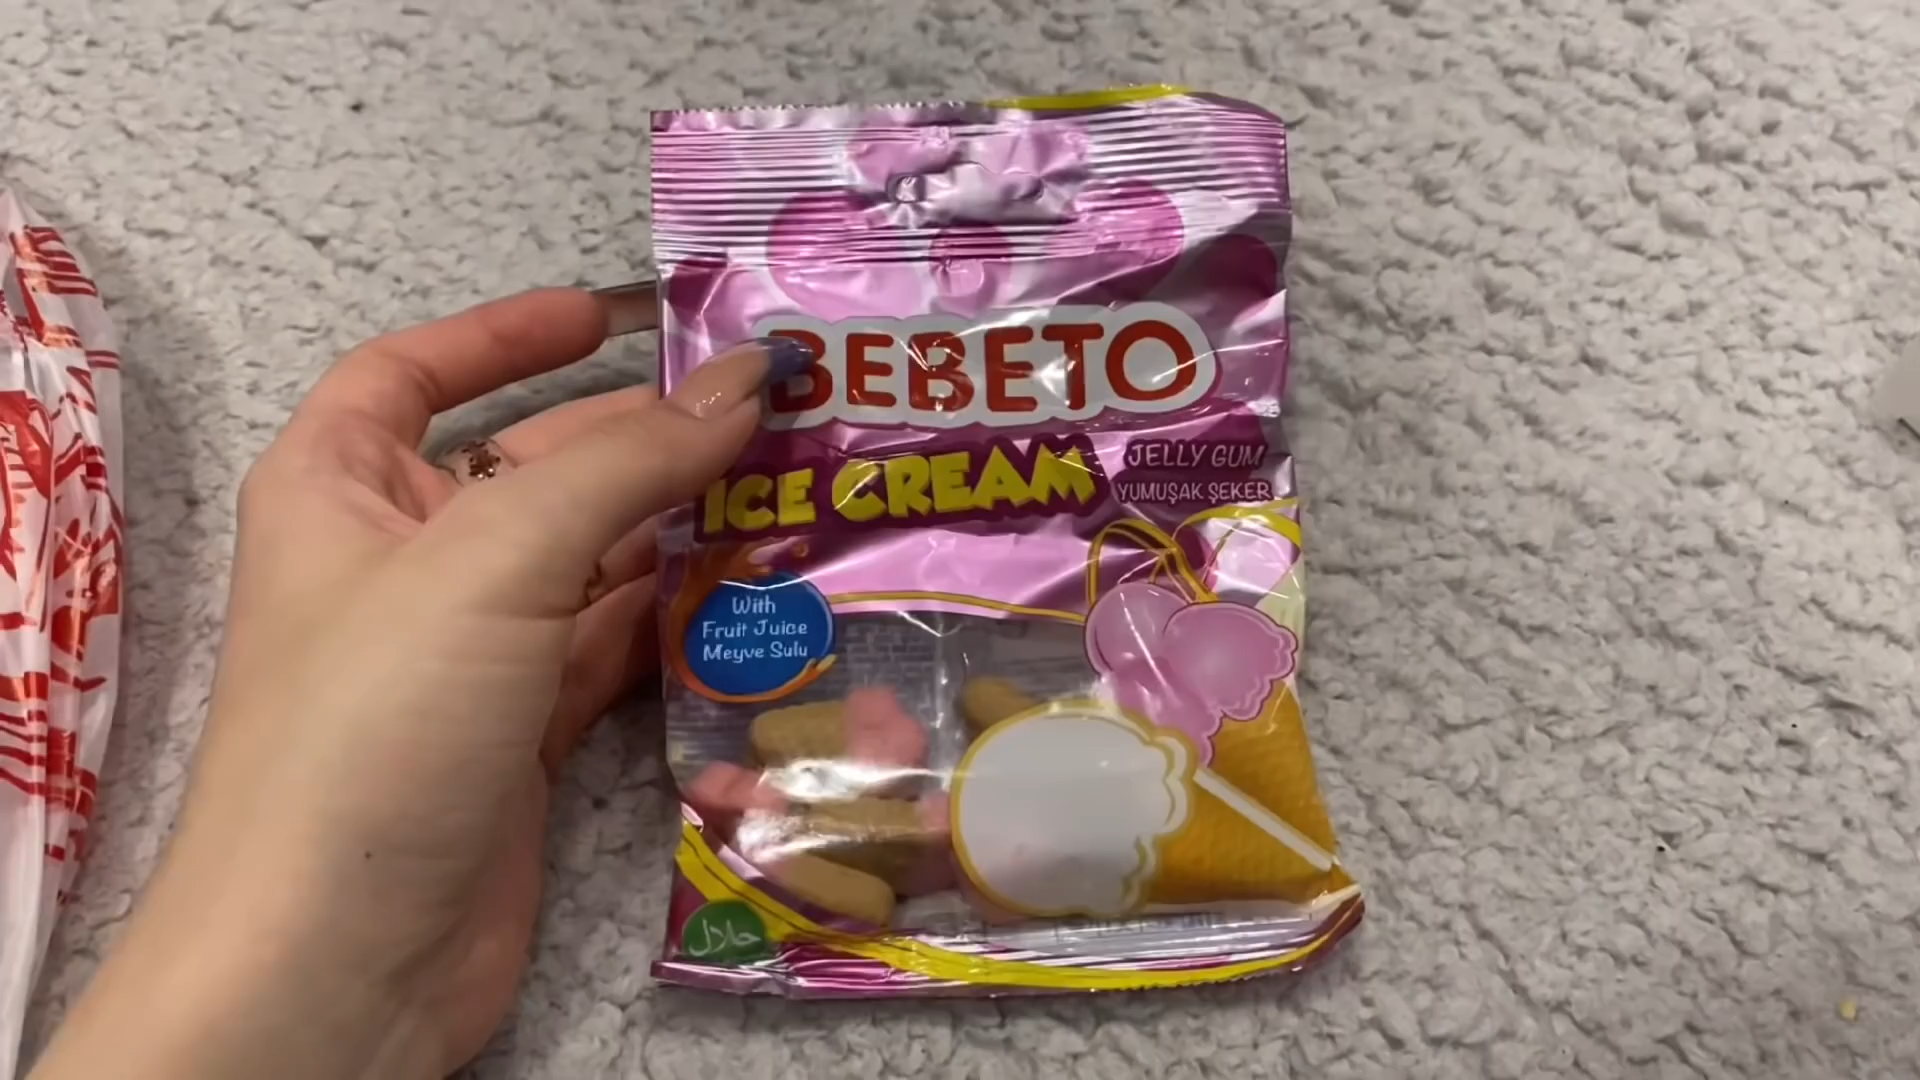 BEBETO
ICE CREAM
JELLY GUM
YUMUŞAK ŞEKER
With
Fruit Juice
Meyve Sulu
حلال